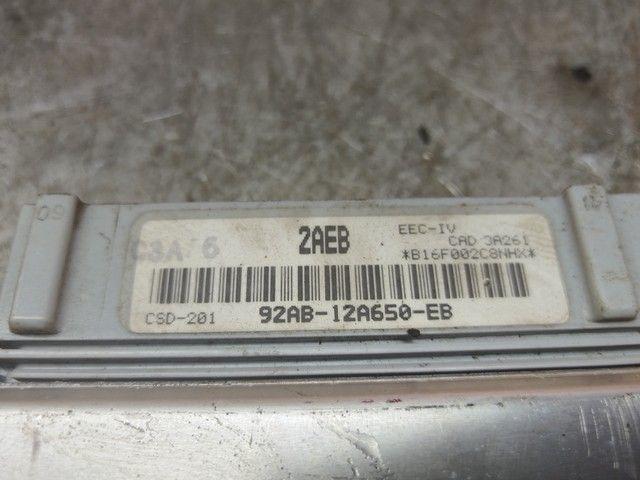 2AEB
EEC-IV
CAD 3A261
*B16F002C8NHX*
CSD-201
92AB-12A650-EB